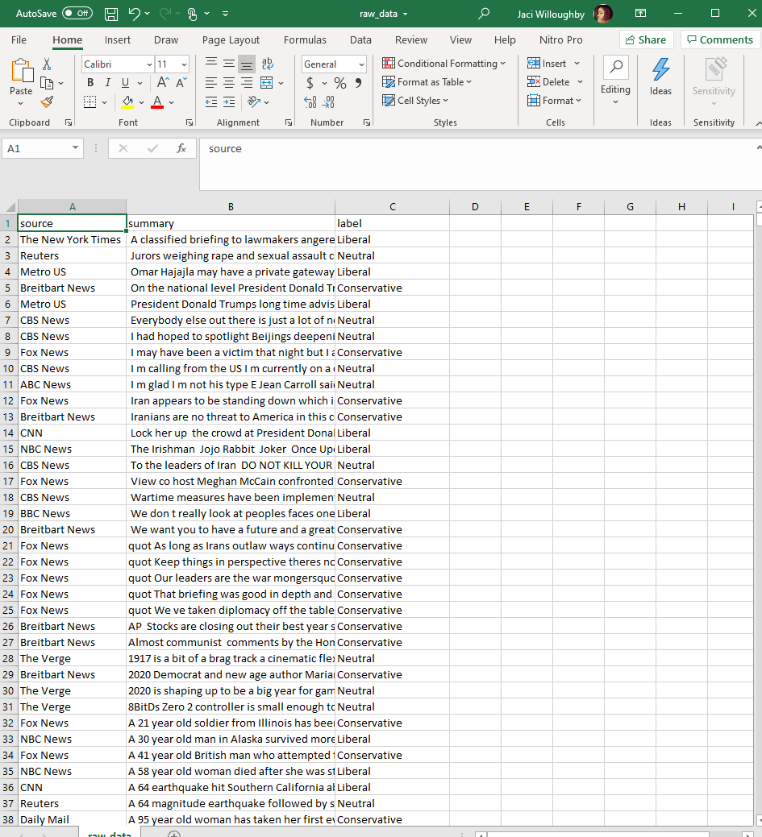 AutoSave Off raw_data Jaci Willoughby
File Home Insert Draw Page Layout Formulas Data Review View Help Nitro Pro Share Comments
Paste Calibri 11 General Conditional Formatting Insert Editing Ideas Sensitivity
B I U A A $ % Format as Table Delete
A Cell Styles Format
Clipboard Font Alignment Number Styles Cells Ideas Sensitivity
A1 fx source
A B C D E F G H I
1 source summary label
2 The New York Times A classified briefing to lawmakers angere Liberal
3 Reuters Jurors weighing rape and sexual assault c Neutral
4 Metro US Omar Hajajla may have a private gateway Liberal
5 Breitbart News On the national level President Donald Tr Conservative
6 Metro US President Donald Trumps long time advis Liberal
7 CBS News Everybody else out there is just a lot of n Neutral
8 CBS News I had hoped to spotlight Beijings deepeni Neutral
9 Fox News I may have been a victim that night but I a Conservative
10 CBS News I m calling from the US I m currently on a Neutral
11 ABC News I m glad I m not his type E Jean Carroll sai Neutral
12 Fox News Iran appears to be standing down which i Conservative
13 Breitbart News Iranians are no threat to America in this c Conservative
14 CNN Lock her up the crowd at President Donal Liberal
15 NBC News The Irishman Jojo Rabbit Joker Once Up Liberal
16 CBS News To the leaders of Iran DO NOT KILL YOUR Neutral
17 Fox News View co host Meghan McCain confronted Conservative
18 CBS News Wartime measures have been implemen Neutral
19 BBC News We don t really look at peoples faces one Liberal
20 Breitbart News We want you to have a future and a great Conservative
21 Fox News quot As long as Irans outlaw ways continu Conservative
22 Fox News quot Keep things in perspective theres no Conservative
23 Fox News quot Our leaders are the war mongersquo Conservative
24 Fox News quot That briefing was good in depth and Conservative
25 Fox News quot We ve taken diplomacy off the table Conservative
26 Breitbart News AP Stocks are closing out their best year s Conservative
27 Breitbart News Almost communist comments by the Hon Conservative
28 The Verge 1917 is a bit of a brag track a cinematic fle Neutral
29 Breitbart News 2020 Democrat and new age author Maria Conservative
30 The Verge 2020 is shaping up to be a big year for gam Neutral
31 The Verge 8BitDs Zero 2 controller is small enough to Neutral
32 Fox News A 21 year old soldier from Illinois has bee Conservative
33 NBC News A 30 year old man in Alaska survived more Liberal
34 Fox News A 41 year old British man who attempted t Conservative
35 NBC News A 58 year old woman died after she was st Liberal
36 CNN A 64 earthquake hit Southern California al Liberal
37 Reuters A 64 magnitude earthquake followed by s Neutral
38 Daily Mail A 95 year old woman has taken her first ev Conservative
raw_data